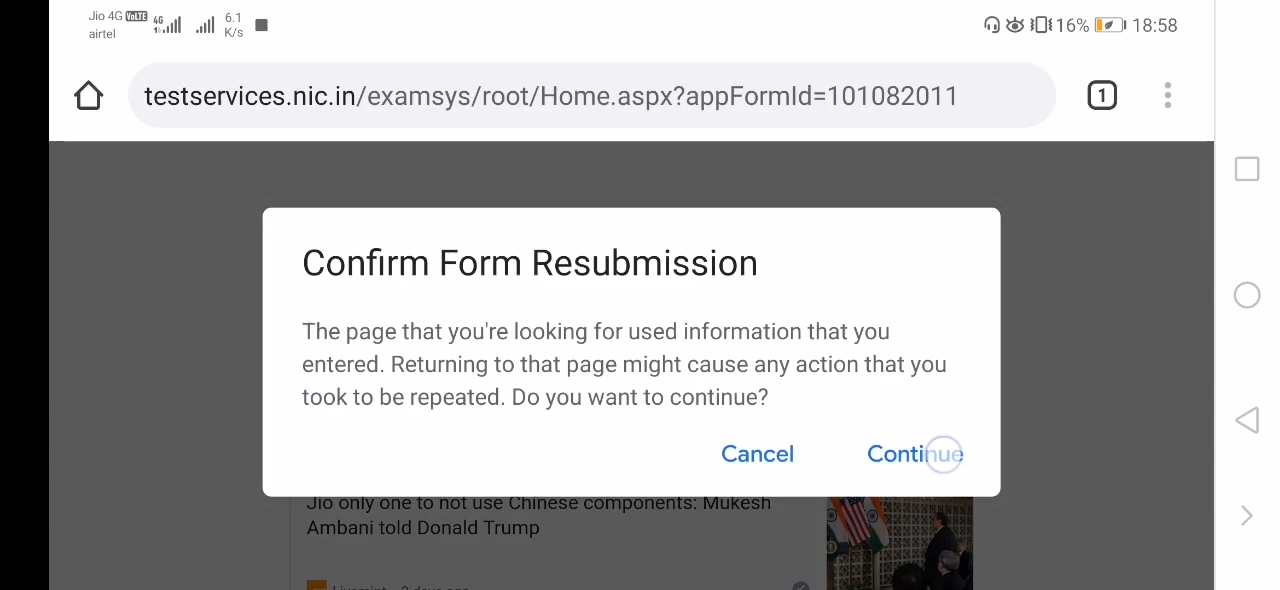 Jio 4G VoLTE
airtel
4G
6.1
K/s
16%
18:58
testservices.nic.in/examsys/root/Home.aspx?appFormId=101082011
1
Confirm Form Resubmission
The page that you're looking for used information that you
entered. Returning to that page might cause any action that you
took to be repeated. Do you want to continue?
Cancel Continue
Jio only one to not use Chinese components: Mukesh
Ambani told Donald Trump